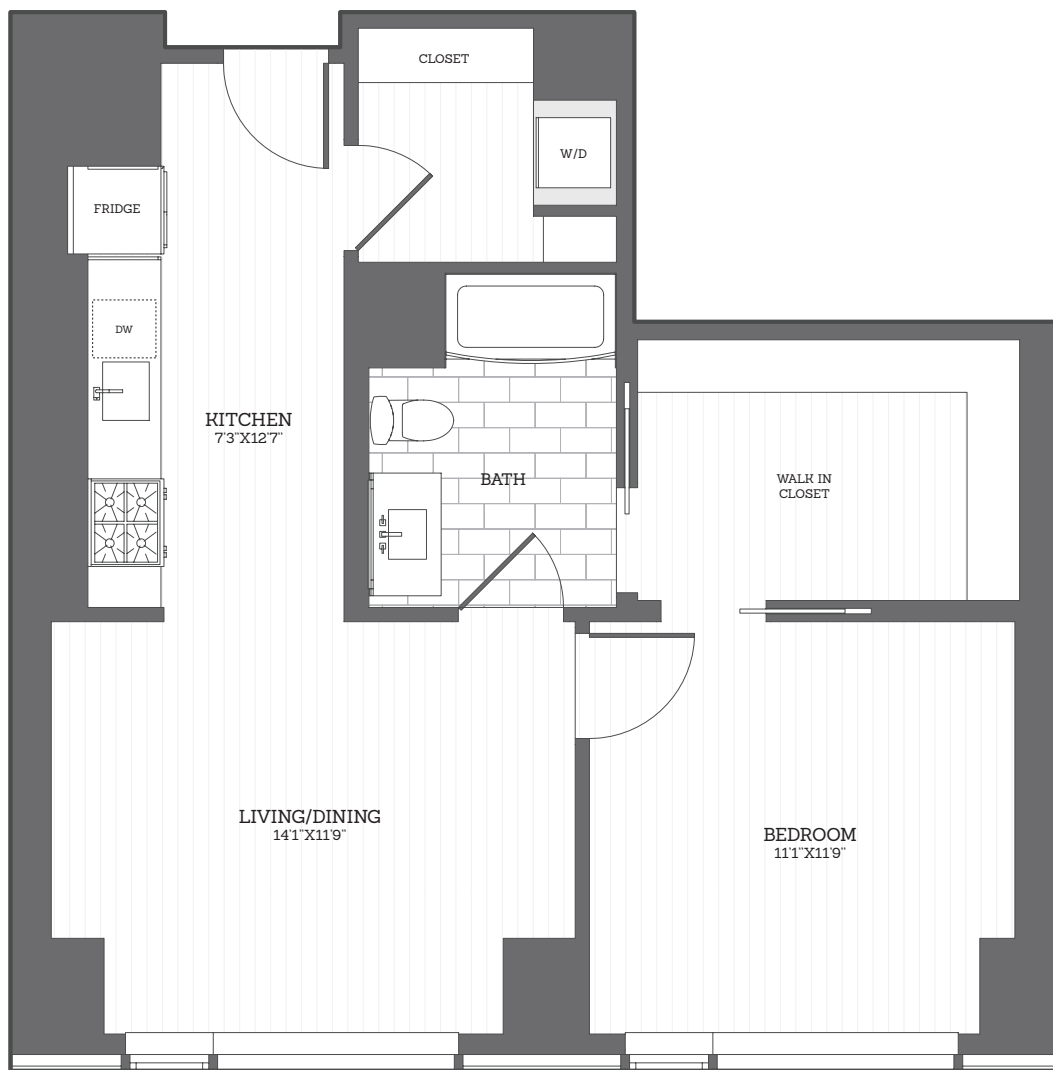 CLOSET
W/D
FRIDGE
DW
KITCHEN
7'3"X12'7"
BATH
WALK IN
CLOSET
LIVING/DINING
14'1"X11'9"
BEDROOM
11'1"X11'9"